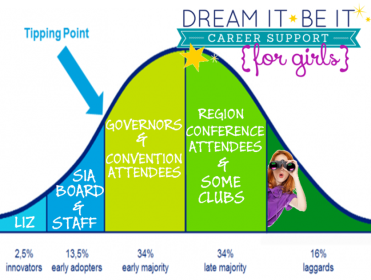 DREAM IT★BE IT
CAREER SUPPORT
{for girls}
Tipping Point
GOVERNORS
&
CONVENTION
ATTENDEES
REGION
CONFERENCE
ATTENDEES
&
SOME
CLUBS
SIA
BOARD
&
STAFF
LIZ
2,5%
innovators
13,5%
early adopters
34%
early majority
34%
late majority
16%
laggards